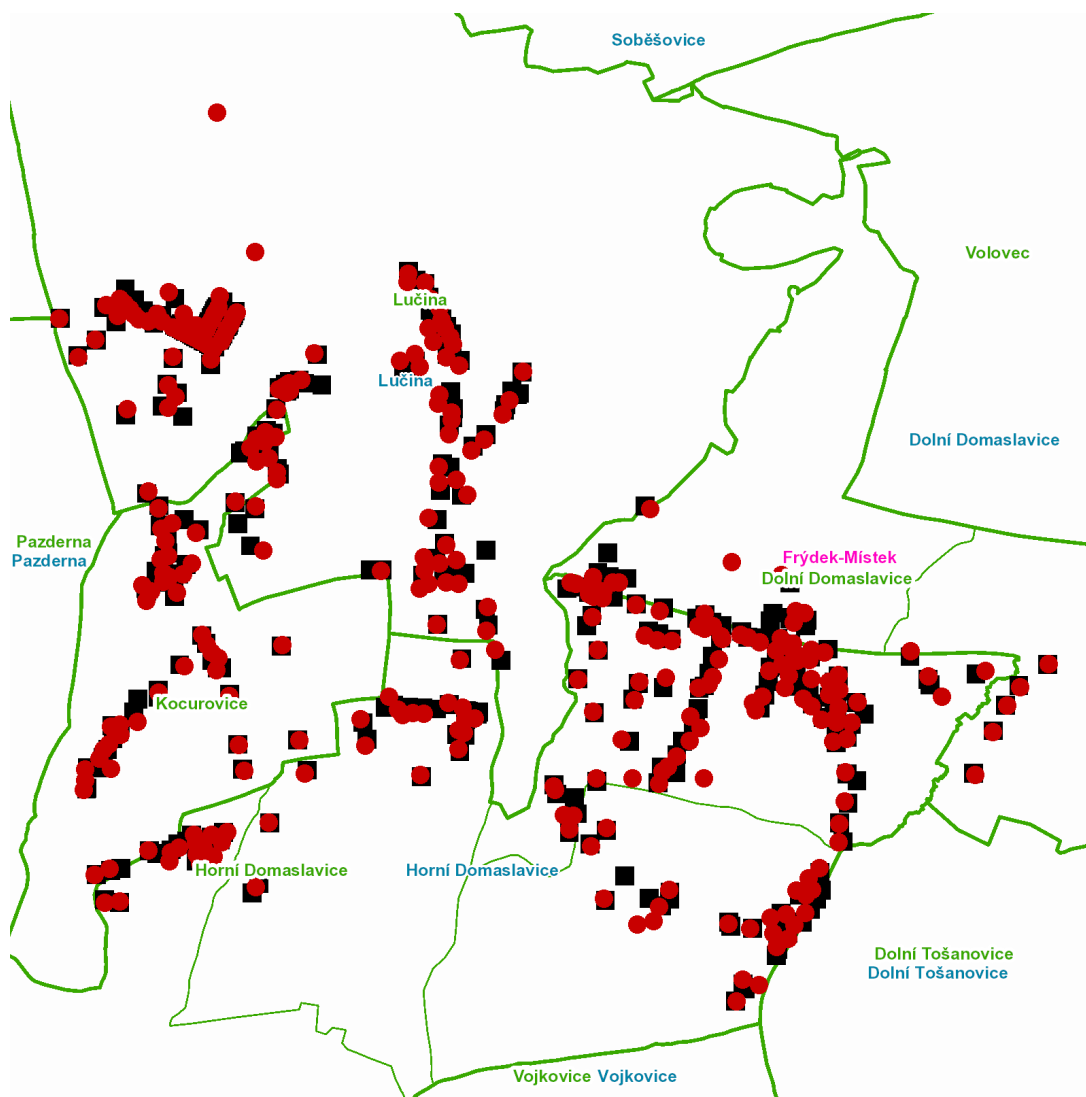 Soběšovice
Volovec
Lučina
Lučina
Dolní Domaslavice
Pazderna
Pazderna
Frýdek-Místek
Dolní Domaslavice
Kocurovice
Horní Domaslavice
Horní Domaslavice
Dolní Tošanovice
Dolní Tošanovice
Vojkovice Vojkovice